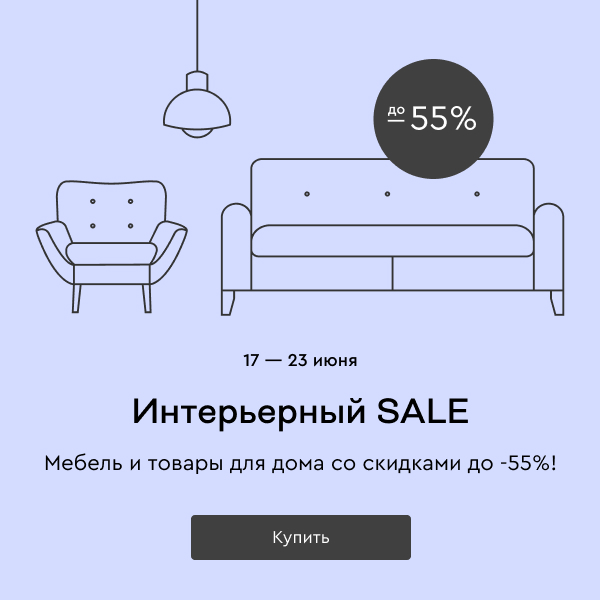 до 55%
17 — 23 июня
Интерьерный SALE
Мебель и товары для дома со скидками до -55%!
Купить